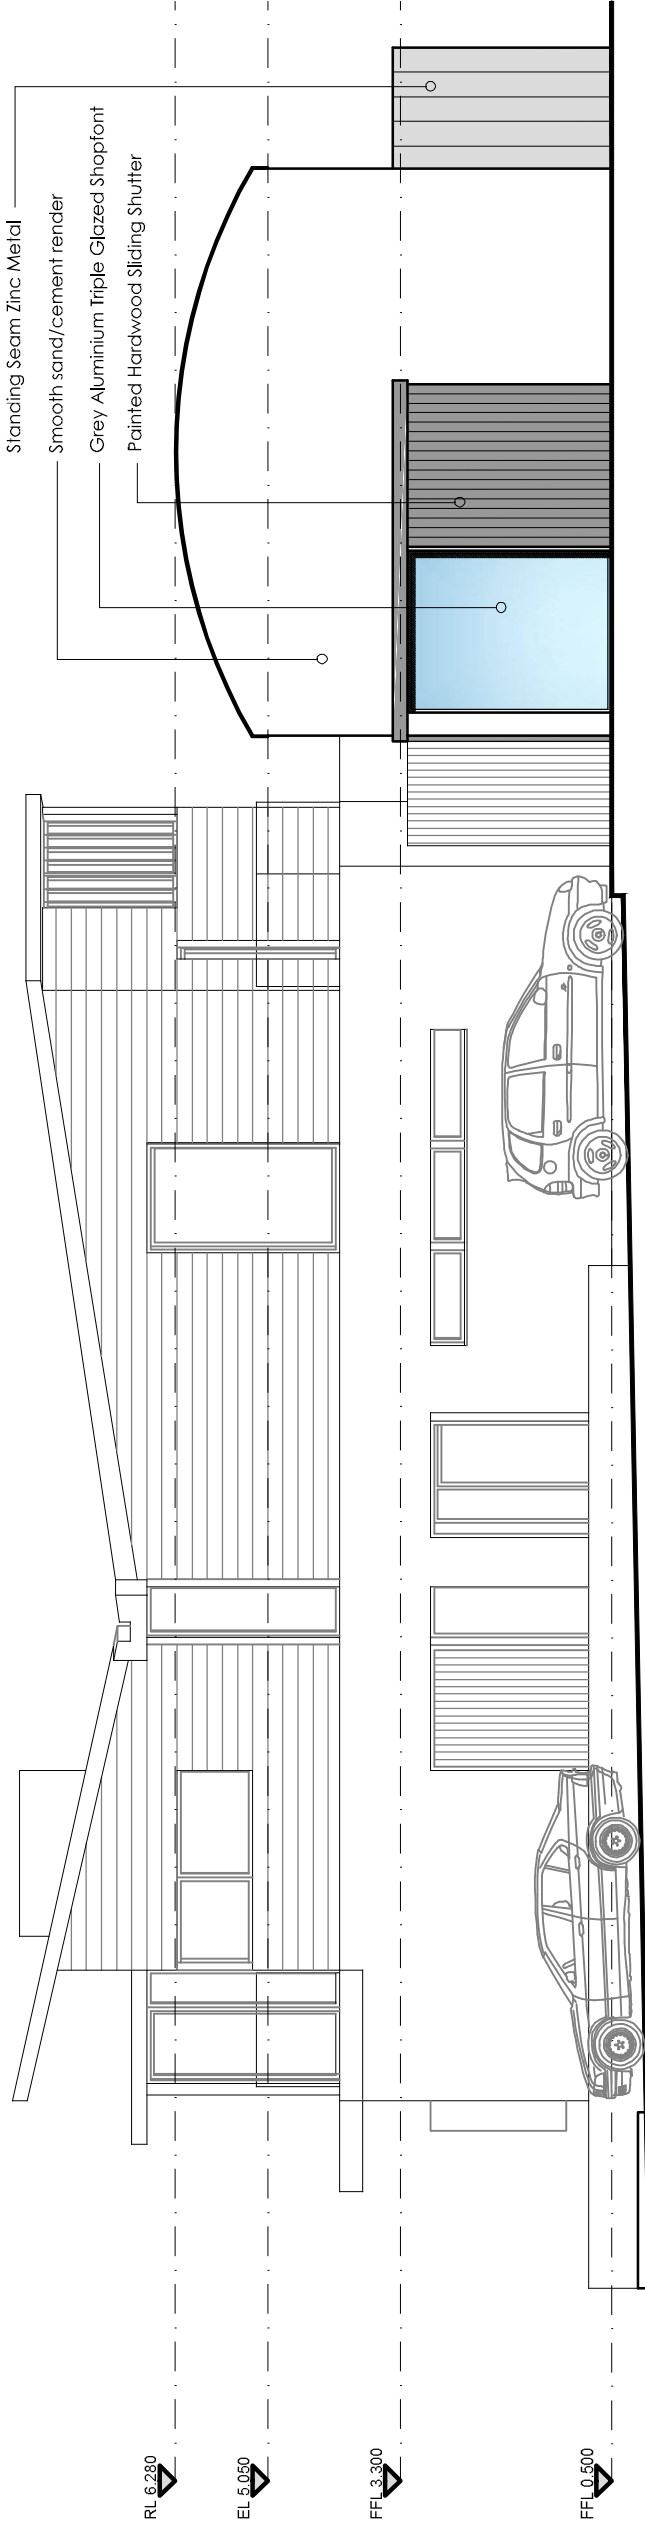 Standing Seam Zinc Metal
Smooth sand/cement render
Grey Aluminium Triple Glazed Shopfont
Painted Hardwood Sliding Shutter
RL 6.280
EL 5.050
FFL 3.300
FFL 0.500